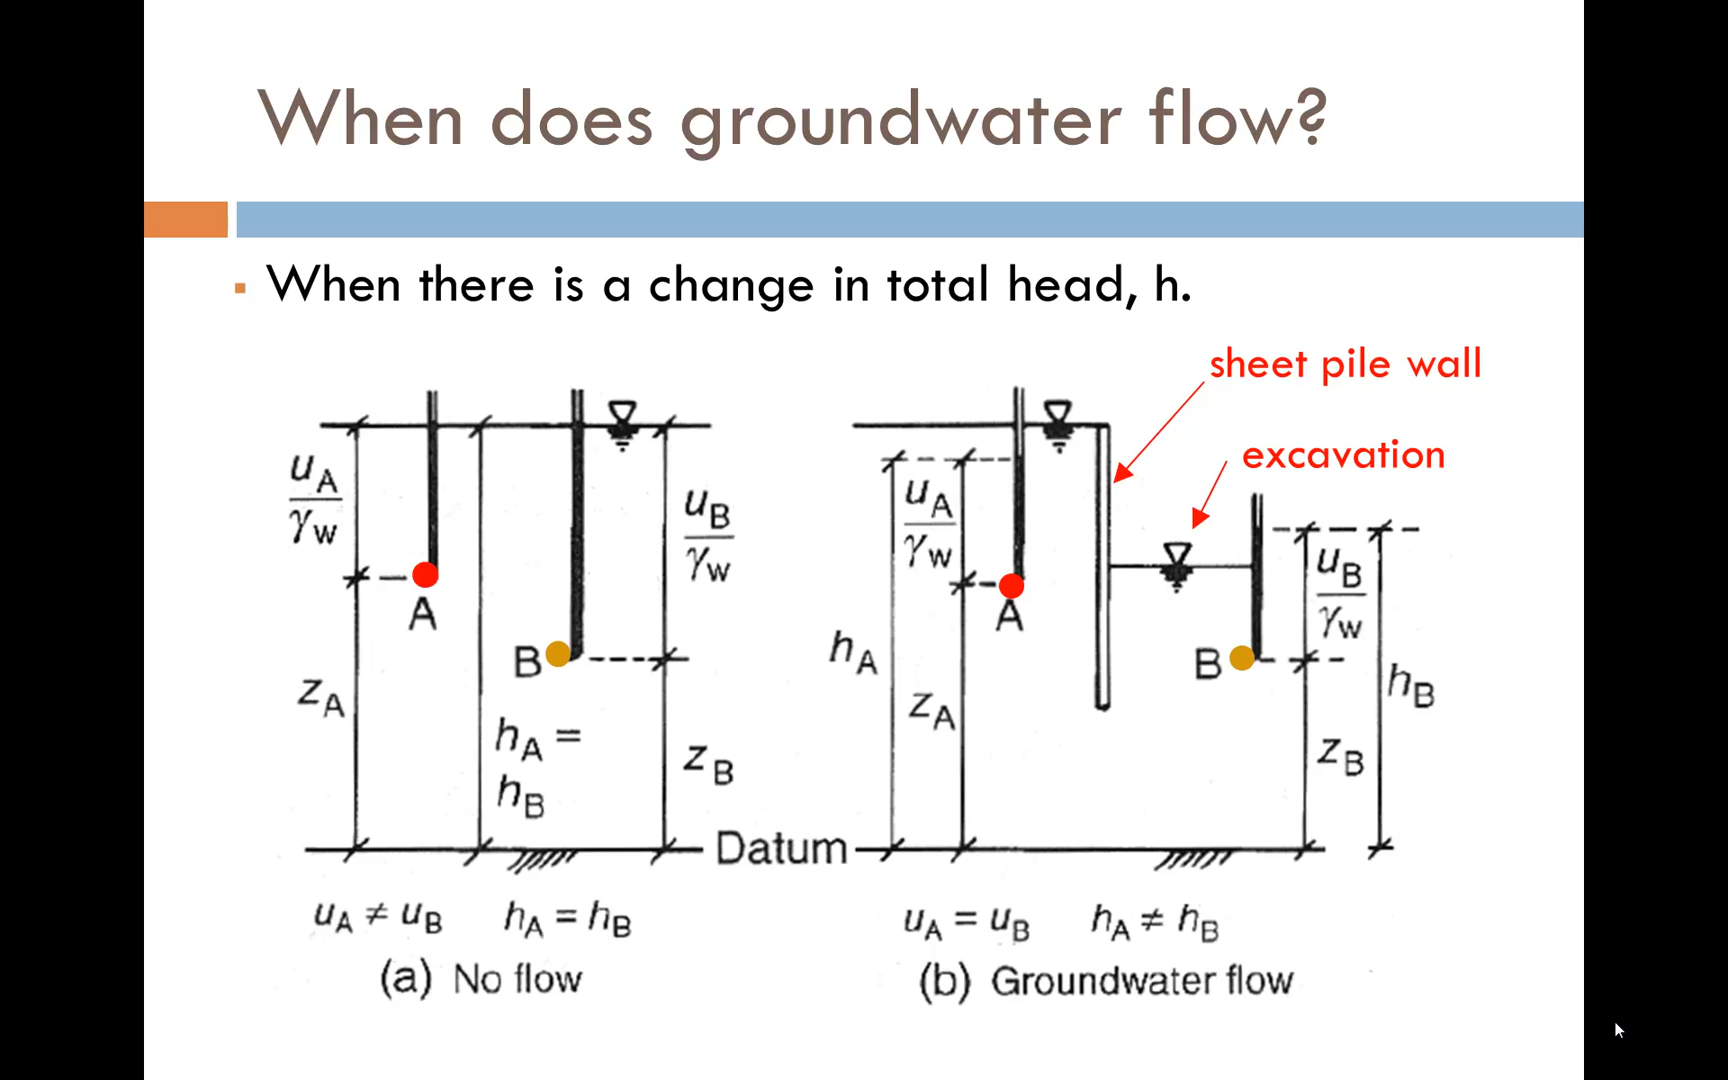 When does groundwater flow?
▪ When there is a change in total head, h.
sheet pile wall
excavation
u_A
γ_w
u_B
γ_w
A
B
z_A
h_A =
h_B
z_B
u_A
γ_w
A
h_A
z_A
u_B
γ_w
B
h_B
z_B
Datum
u_A ≠ u_B h_A = h_B
(a) No flow
u_A = u_B h_A ≠ h_B
(b) Groundwater flow